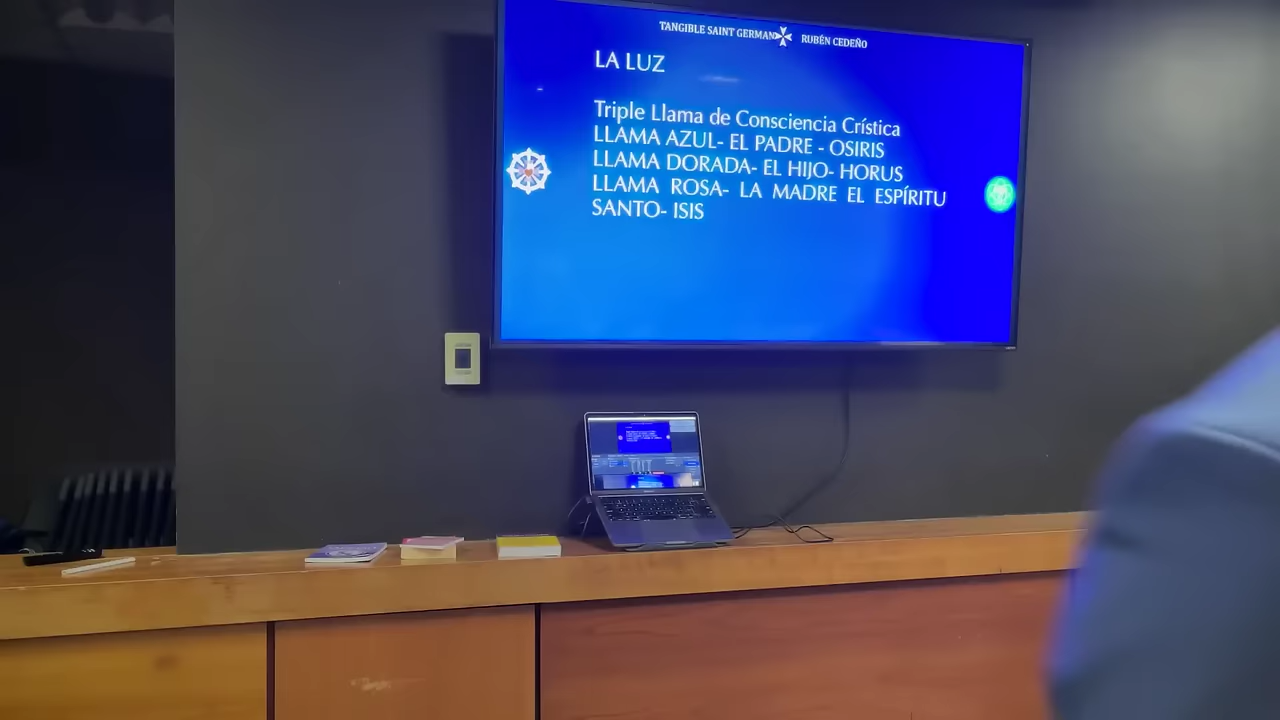 TANGIBLE SAINT GERMAN RUBÉN CEDEÑO
LA LUZ
Triple Llama de Consciencia Crística
LLAMA AZUL- EL PADRE - OSIRIS
LLAMA DORADA- EL HIJO- HORUS
LLAMA ROSA- LA MADRE EL ESPÍRITU
SANTO- ISIS